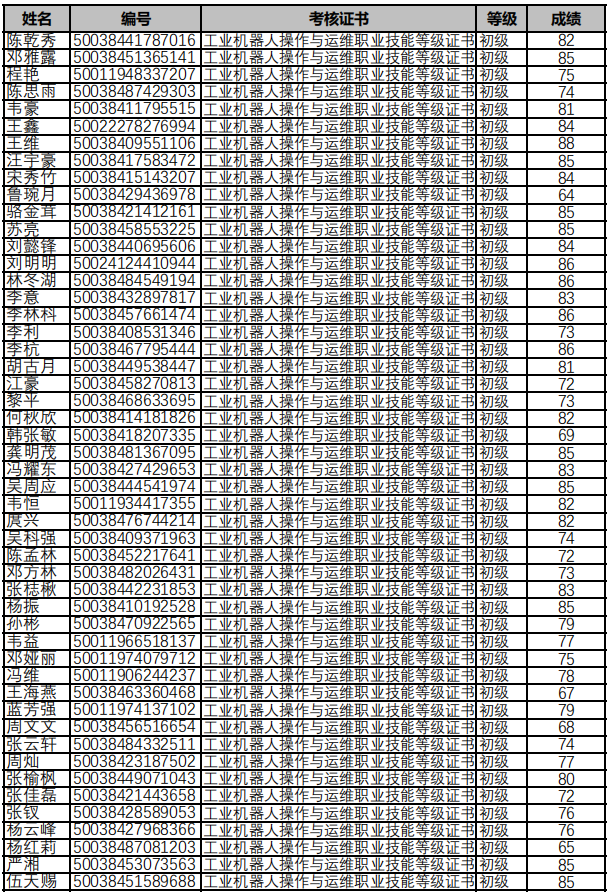 姓名 编号 考核证书 等级 成绩
陈乾秀 50038441787016 工业机器人操作与运维职业技能等级证书 初级 82
邓雅露 50038451365141 工业机器人操作与运维职业技能等级证书 初级 85
程艳 50011948337207 工业机器人操作与运维职业技能等级证书 初级 75
陈思雨 50038487429303 工业机器人操作与运维职业技能等级证书 初级 74
韦豪 50038411795515 工业机器人操作与运维职业技能等级证书 初级 81
王鑫 50022278276994 工业机器人操作与运维职业技能等级证书 初级 84
王维 50038409551106 工业机器人操作与运维职业技能等级证书 初级 88
汪宇豪 50038417583472 工业机器人操作与运维职业技能等级证书 初级 85
宋秀竹 50038415143207 工业机器人操作与运维职业技能等级证书 初级 84
鲁琬月 50038429436978 工业机器人操作与运维职业技能等级证书 初级 64
骆金茸 50038421412161 工业机器人操作与运维职业技能等级证书 初级 85
苏亮 50038458553225 工业机器人操作与运维职业技能等级证书 初级 85
刘懿锋 50038440695606 工业机器人操作与运维职业技能等级证书 初级 84
刘明明 50024124410944 工业机器人操作与运维职业技能等级证书 初级 86
林冬湖 50038484549194 工业机器人操作与运维职业技能等级证书 初级 86
李意 50038432897817 工业机器人操作与运维职业技能等级证书 初级 83
李林科 50038457661474 工业机器人操作与运维职业技能等级证书 初级 86
李利 50038408531346 工业机器人操作与运维职业技能等级证书 初级 73
李杭 50038467795444 工业机器人操作与运维职业技能等级证书 初级 86
胡古月 50038449538447 工业机器人操作与运维职业技能等级证书 初级 81
江豪 50038458270813 工业机器人操作与运维职业技能等级证书 初级 72
黎平 50038468633695 工业机器人操作与运维职业技能等级证书 初级 73
何秋欣 50038414181826 工业机器人操作与运维职业技能等级证书 初级 82
韩张敏 50038418207335 工业机器人操作与运维职业技能等级证书 初级 69
龚明茂 50038481367095 工业机器人操作与运维职业技能等级证书 初级 85
冯耀东 50038427429653 工业机器人操作与运维职业技能等级证书 初级 83
吴周应 50038444541974 工业机器人操作与运维职业技能等级证书 初级 85
韦恒 50011934417355 工业机器人操作与运维职业技能等级证书 初级 82
庹兴 50038476744214 工业机器人操作与运维职业技能等级证书 初级 82
吴科强 50038409371963 工业机器人操作与运维职业技能等级证书 初级 74
陈孟林 50038452217641 工业机器人操作与运维职业技能等级证书 初级 72
邓万林 50038482026431 工业机器人操作与运维职业技能等级证书 初级 73
张梽楸 50038442231853 工业机器人操作与运维职业技能等级证书 初级 83
杨振 50038410192528 工业机器人操作与运维职业技能等级证书 初级 85
孙彬 50038470922565 工业机器人操作与运维职业技能等级证书 初级 79
韦益 50011966518137 工业机器人操作与运维职业技能等级证书 初级 77
邓娅丽 50011974079712 工业机器人操作与运维职业技能等级证书 初级 75
冯维 50011906244237 工业机器人操作与运维职业技能等级证书 初级 78
王海燕 50038463360468 工业机器人操作与运维职业技能等级证书 初级 67
蓝芳强 50011974137102 工业机器人操作与运维职业技能等级证书 初级 79
周文文 50038456516654 工业机器人操作与运维职业技能等级证书 初级 68
张云轩 50038484332511 工业机器人操作与运维职业技能等级证书 初级 74
周灿 50038423187502 工业机器人操作与运维职业技能等级证书 初级 77
张榆枫 50038449071043 工业机器人操作与运维职业技能等级证书 初级 80
张佳磊 50038421443658 工业机器人操作与运维职业技能等级证书 初级 72
张钗 50038428589053 工业机器人操作与运维职业技能等级证书 初级 76
杨云峰 50038427968366 工业机器人操作与运维职业技能等级证书 初级 76
杨红莉 50038487081203 工业机器人操作与运维职业技能等级证书 初级 65
严湘 50038453073563 工业机器人操作与运维职业技能等级证书 初级 85
伍天赐 50038451589688 工业机器人操作与运维职业技能等级证书 初级 85